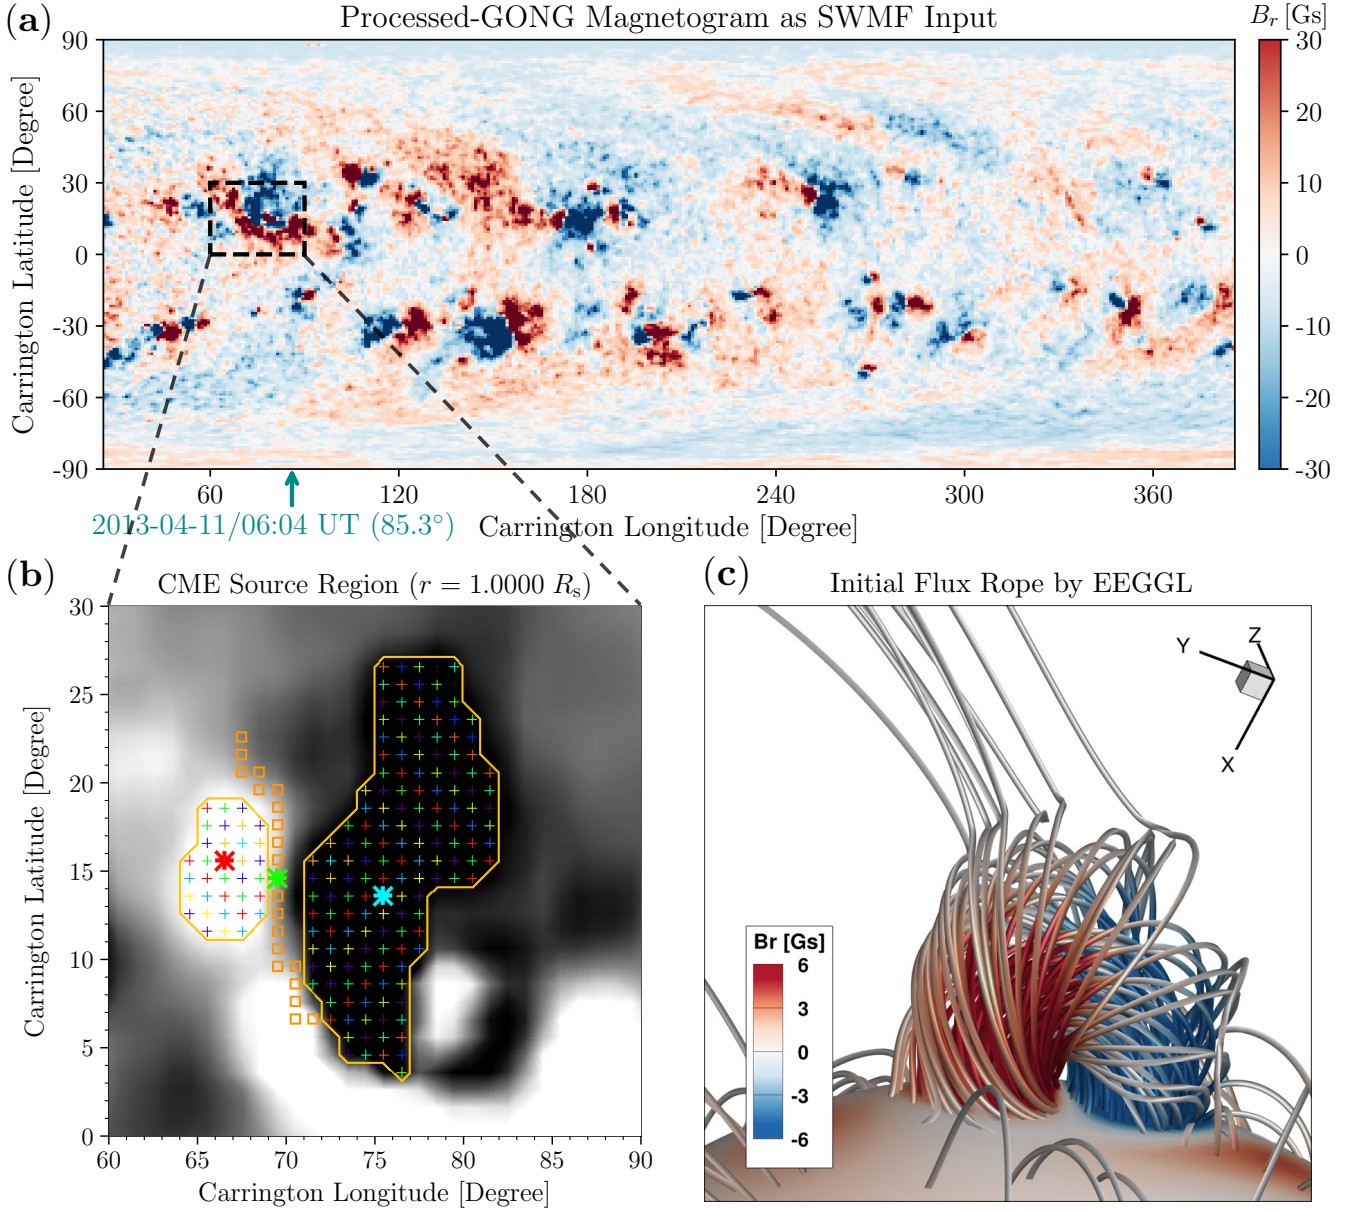 (a)
Processed-GONG Magnetogram as SWMF Input
B_r [Gs]
90
60
30
0
-30
-60
-90
Carrington Latitude [Degree]
30
20
10
0
-10
-20
-30
60
120
180
240
300
360
2013-04-11/06:04 UT (85.3°)
Carrington Longitude [Degree]
(b)
CME Source Region (r = 1.0000 R_s)
30
25
20
15
10
5
0
Carrington Latitude [Degree]
60
65
70
75
80
85
90
Carrington Longitude [Degree]
(c)
Initial Flux Rope by EEGGL
Y
Z
X
Br [Gs]
6
3
0
-3
-6